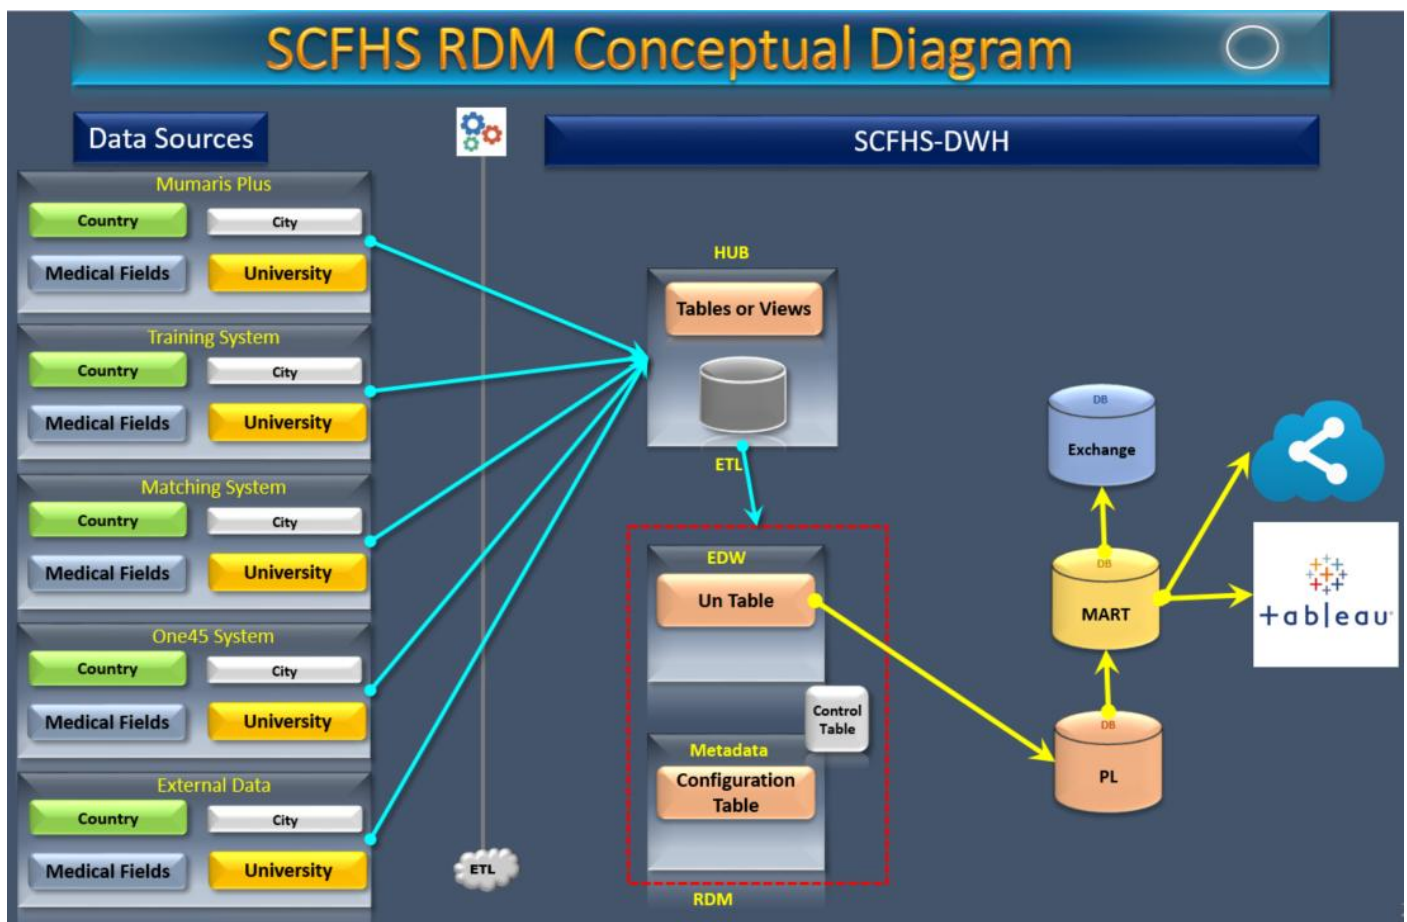 SCFHS RDM Conceptual Diagram
Data Sources
SCFHS-DWH
Mumaris Plus
Country
City
Medical Fields
University
Training System
Country
City
Medical Fields
University
Matching System
Country
City
Medical Fields
University
One45 System
Country
City
Medical Fields
University
External Data
Country
City
Medical Fields
University
ETL
HUB
Tables or Views
ETL
EDW
Un Table
Control
Table
Metadata
Configuration
Table
RDM
DB
Exchange
DB
MART
DB
PL
+ableau